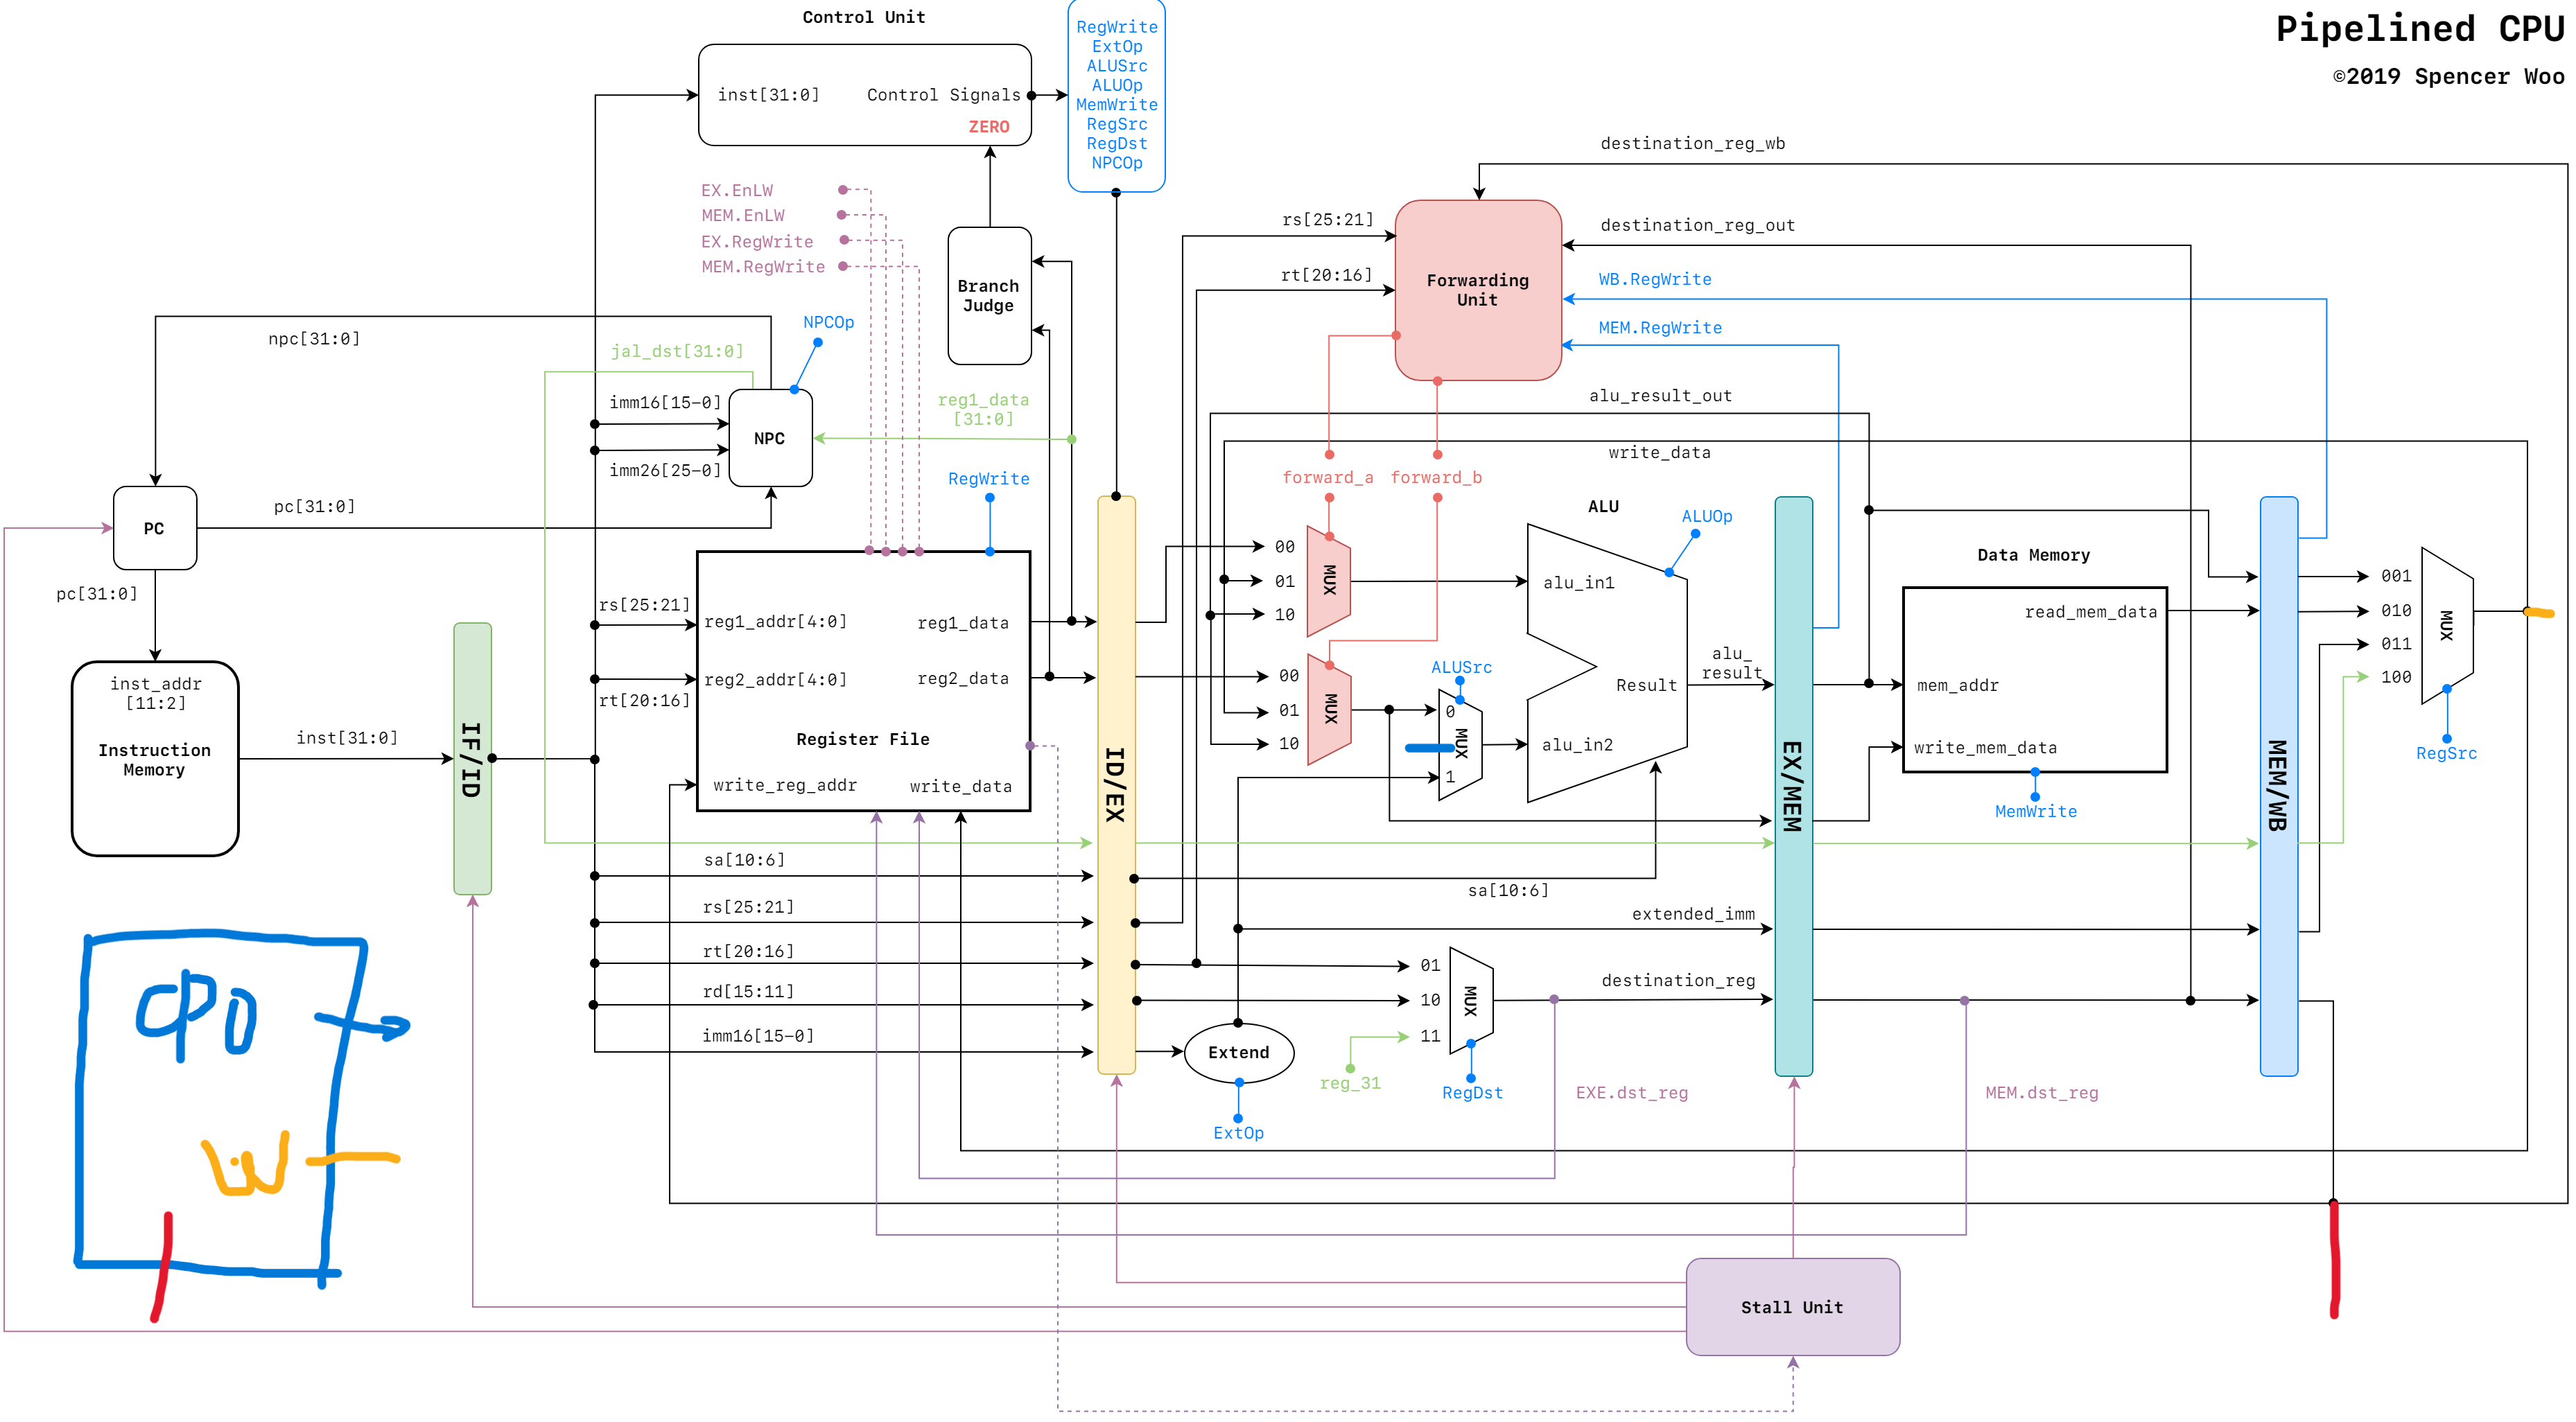 Pipelined CPU
©2019 Spencer Woo
Control Unit
inst[31:0]
Control Signals
ZERO
RegWrite
ExtOp
ALUSrc
ALUOp
MemWrite
RegSrc
RegDst
NPCOp
EX.EnLW
MEM.EnLW
EX.RegWrite
MEM.RegWrite
Branch
Judge
destination_reg_wb
rs[25:21]
rt[20:16]
Forwarding
Unit
destination_reg_out
WB.RegWrite
MEM.RegWrite
npc[31:0]
jal_dst[31:0]
NPCOp
imm16[15-0]
NPC
imm26[25-0]
reg1_data
[31:0]
RegWrite
alu_result_out
write_data
forward_a
forward_b
PC
pc[31:0]
pc[31:0]
inst_addr
[11:2]
Instruction
Memory
inst[31:0]
IF/ID
rs[25:21]
reg1_addr[4:0]
reg1_data
reg2_addr[4:0]
reg2_data
rt[20:16]
Register File
write_reg_addr
write_data
ID/EX
00
01
10
MUX
00
01
10
MUX
ALUSrc
0
MUX
1
ALU
ALUOp
alu_in1
Result
alu_in2
alu_
result
EX/MEM
Data Memory
read_mem_data
mem_addr
write_mem_data
MemWrite
MEM/WB
001
010
011
100
MUX
RegSrc
sa[10:6]
rs[25:21]
rt[20:16]
rd[15:11]
imm16[15-0]
sa[10:6]
extended_imm
01
10
11
MUX
destination_reg
Extend
ExtOp
reg_31
RegDst
EXE.dst_reg
MEM.dst_reg
Stall Unit